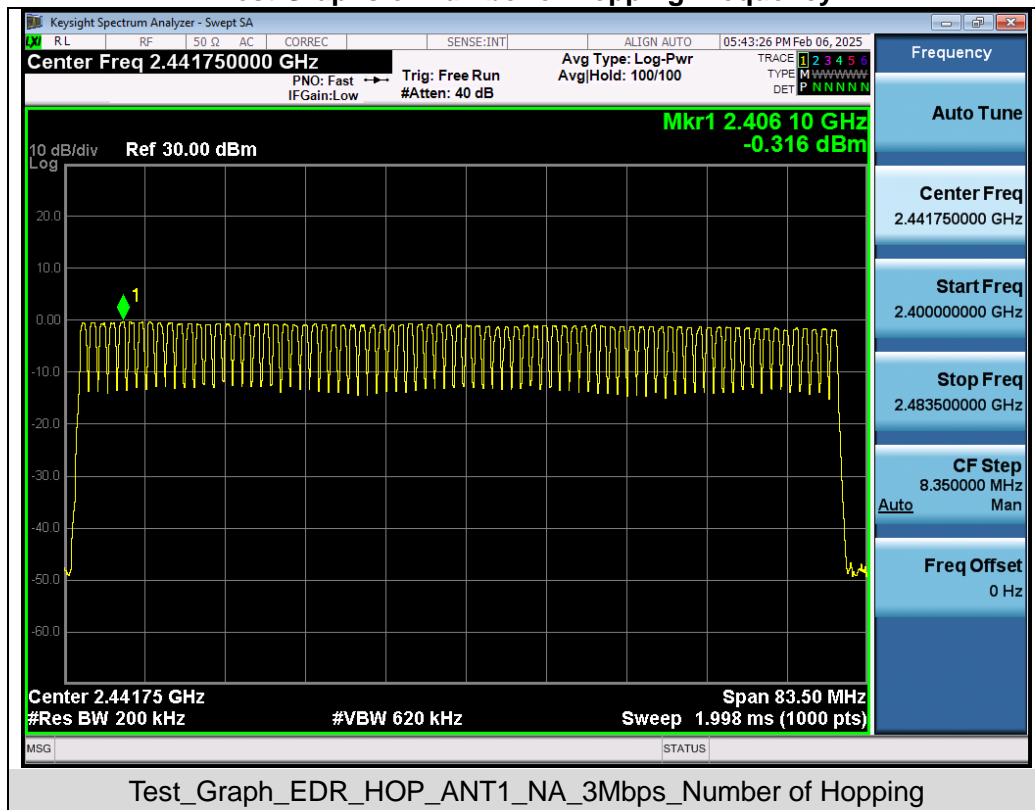 Keysight Spectrum Analyzer - Swept SA
LXI RL RF 50 Ω AC CORREC SENSE:INT ALIGN AUTO 05:43:26 PM Feb 06, 2025
Center Freq 2.441750000 GHz
PNO: Fast
IFGain:Low
Trig: Free Run
#Atten: 40 dB
Avg Type: Log-Pwr
Avg|Hold: 100/100
TRACE 1 2 3 4 5 6
TYPE M WWWWW
DET P N N N N N
Mkr1 2.406 10 GHz
-0.316 dBm
10 dB/div Ref 30.00 dBm
Log
20.0
10.0
1
0.00
-10.0
-20.0
-30.0
-40.0
-50.0
-60.0
Center 2.44175 GHz Span 83.50 MHz
#Res BW 200 kHz #VBW 620 kHz Sweep 1.998 ms (1000 pts)
MSG STATUS
Frequency
Auto Tune
Center Freq
2.441750000 GHz
Start Freq
2.400000000 GHz
Stop Freq
2.483500000 GHz
CF Step
8.350000 MHz
Auto Man
Freq Offset
0 Hz
Test_Graph_EDR_HOP_ANT1_NA_3Mbps_Number of Hopping